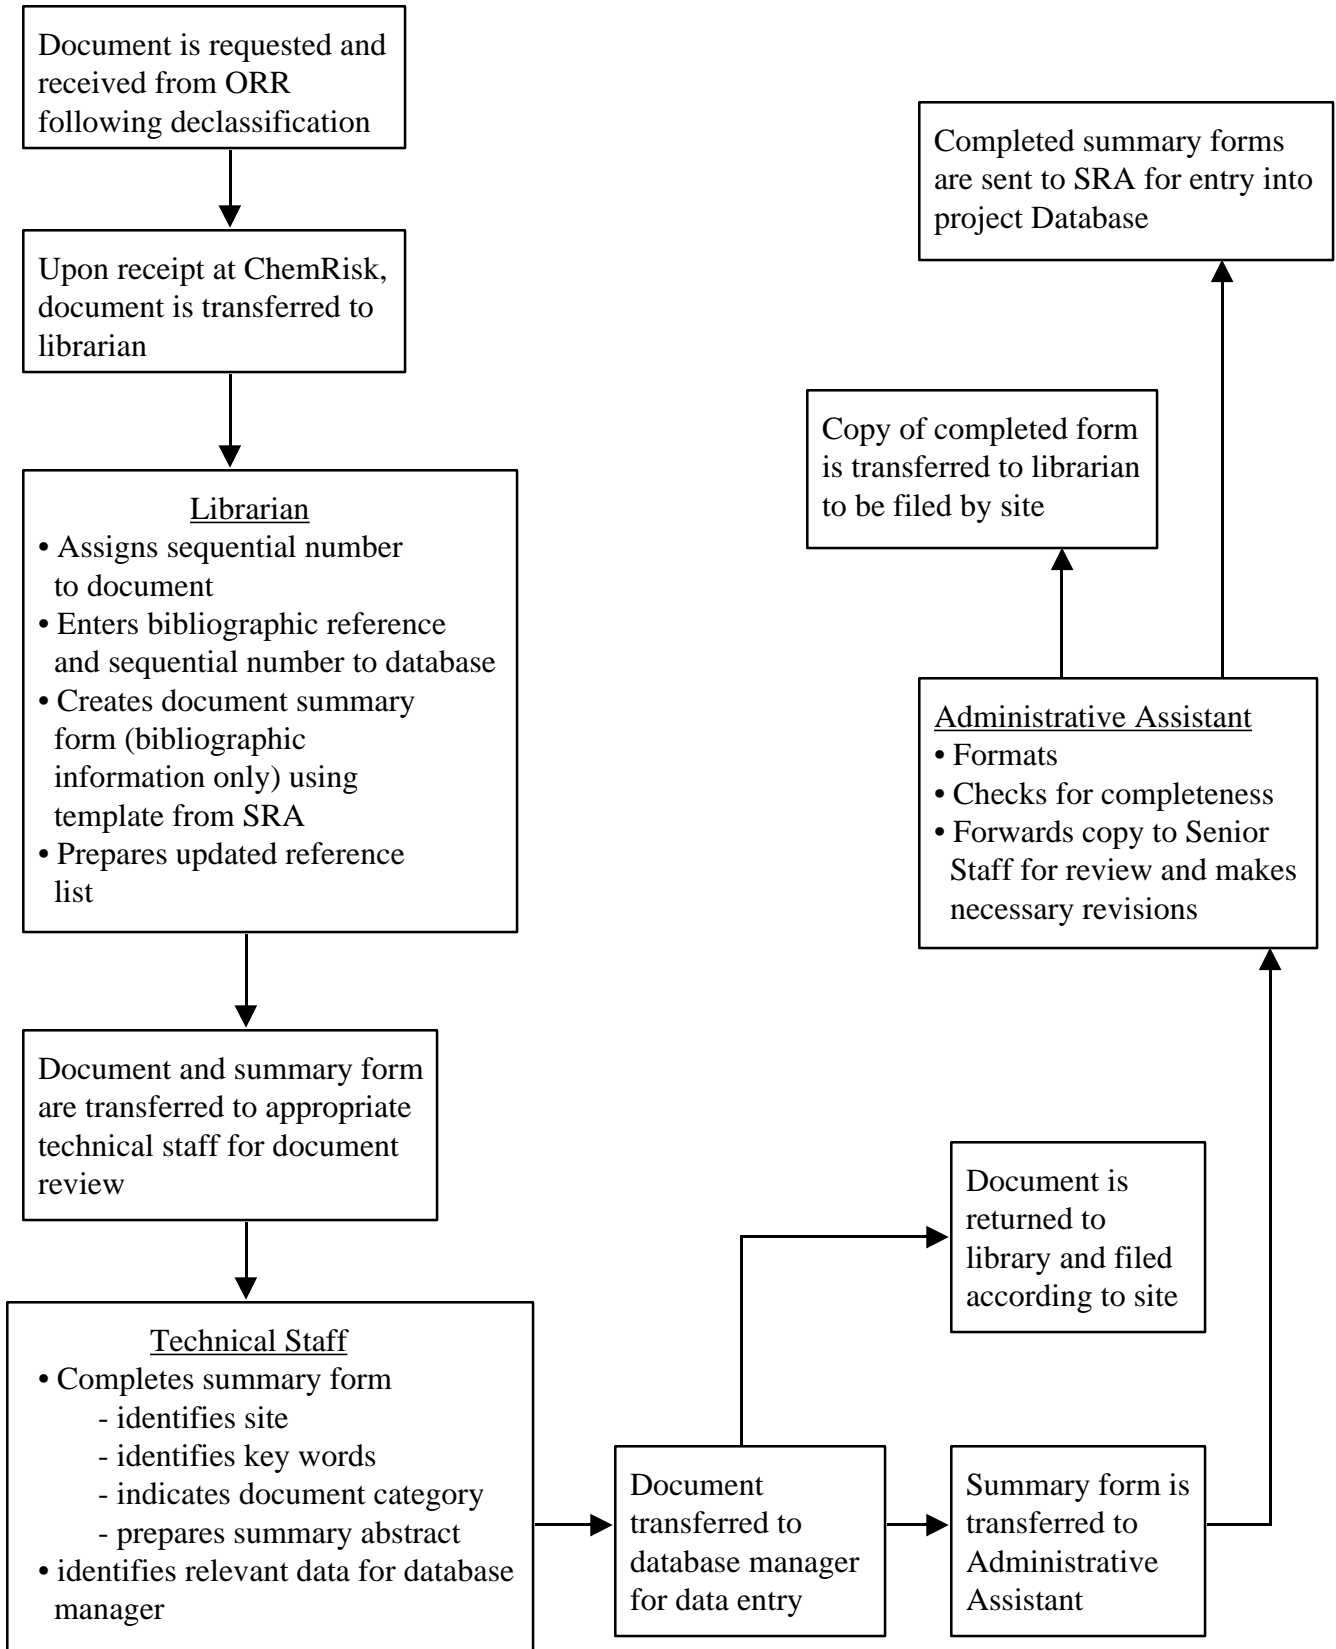 Document is requested and
received from ORR
following declassification
Upon receipt at ChemRisk,
document is transferred to
librarian
Librarian
• Assigns sequential number
to document
• Enters bibliographic reference
and sequential number to database
• Creates document summary
form (bibliographic
information only) using
template from SRA
• Prepares updated reference
list
Document and summary form
are transferred to appropriate
technical staff for document
review
Technical Staff
• Completes summary form
- identifies site
- identifies key words
- indicates document category
- prepares summary abstract
• identifies relevant data for database
manager
Document
transferred to
database manager
for data entry
Document is
returned to
library and filed
according to site
Summary form is
transferred to
Administrative
Assistant
Administrative Assistant
• Formats
• Checks for completeness
• Forwards copy to Senior
Staff for review and makes
necessary revisions
Copy of completed form
is transferred to librarian
to be filed by site
Completed summary forms
are sent to SRA for entry into
project Database